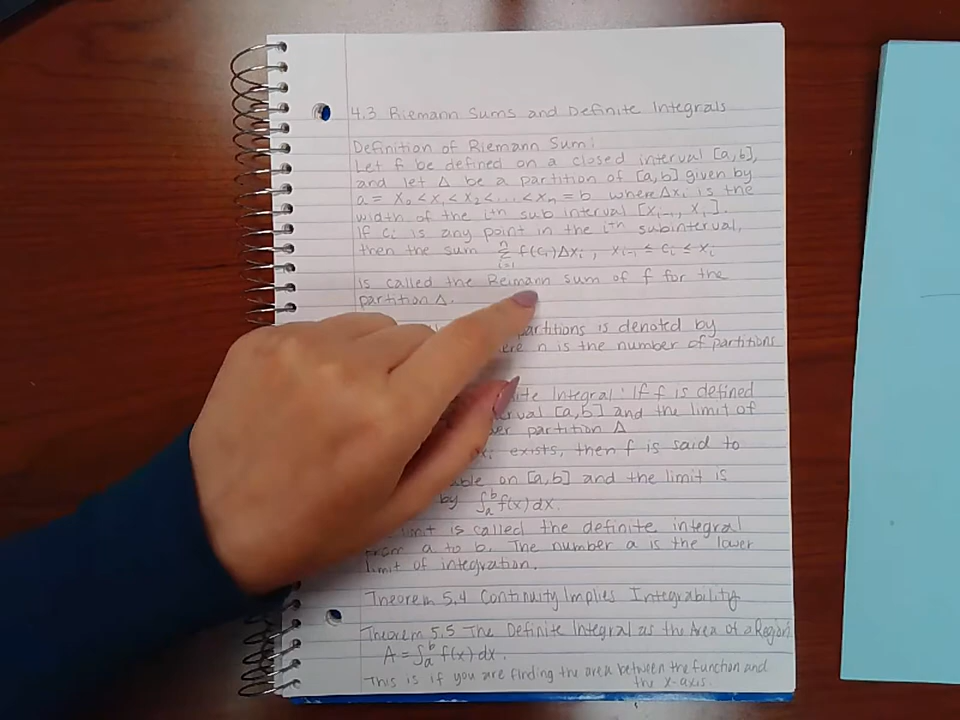 4.3 Riemann Sums and Definite Integrals
Definition of Riemann Sum:
Let f be defined on a closed interval [a,b],
and let Δ be a partition of [a,b] given by
a = x₀ < x₁ < x₂ < ... < xₙ = b where Δxᵢ is the
width of the ith sub interval [xᵢ₋₁, xᵢ].
If cᵢ is any point in the ith subinterval,
then the sum Σⁿᵢ₌₁ f(cᵢ)Δxᵢ, xᵢ₋₁ ≤ cᵢ ≤ xᵢ
is called the Reimann sum of f for the
partition Δ.
partitions is denoted by
n is the number of partitions
Integral: If f is defined
[a,b] and the limit of
partition Δ
exists, then f is said to
on [a,b] and the limit is
by ∫ₐᵇ f(x)dx.
limit is called the definite integral
from a to b. The number a is the lower
limit of integration.
Theorem 5.4 Continuity Implies Integrability
Theorem 5.5 The Definite Integral as the Area of a Region
A = ∫ₐᵇ f(x) dx.
This is if you are finding the area between the function and
the x-axis.